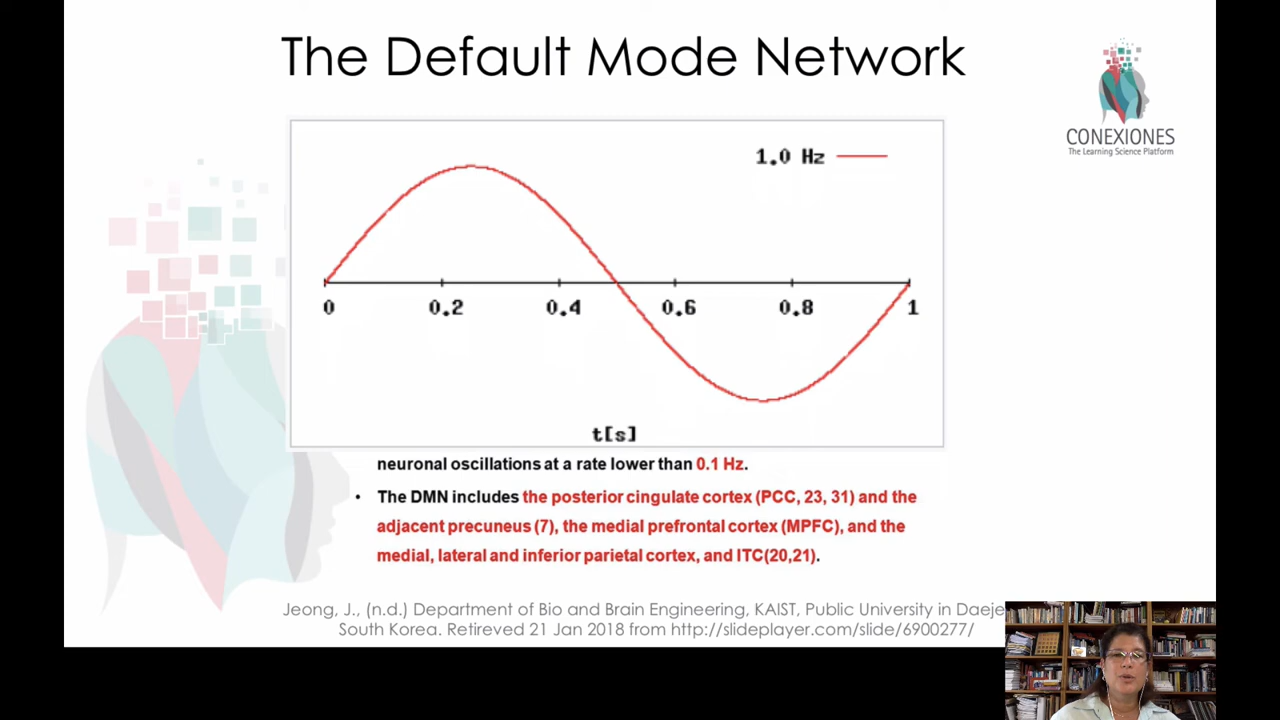 The Default Mode Network
CONEXIONES
The Learning Science Platform
1.0 Hz
0 0.2 0.4 0.6 0.8 1
t[s]
neuronal oscillations at a rate lower than 0.1 Hz.
• The DMN includes the posterior cingulate cortex (PCC, 23, 31) and the
adjacent precuneus (7), the medial prefrontal cortex (MPFC), and the
medial, lateral and inferior parietal cortex, and ITC(20,21).
Jeong, J., (n.d.) Department of Bio and Brain Engineering, KAIST, Public University in Daeje
South Korea. Retireved 21 Jan 2018 from http://slideplayer.com/slide/6900277/